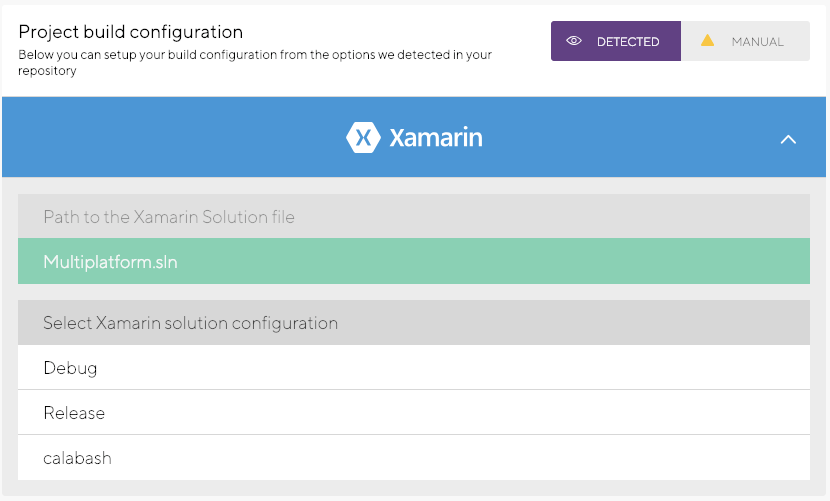 Project build configuration
Below you can setup your build configuration from the options we detected in your
repository
DETECTED
MANUAL
Xamarin
Path to the Xamarin Solution file
Multiplatform.sln
Select Xamarin solution configuration
Debug
Release
calabash